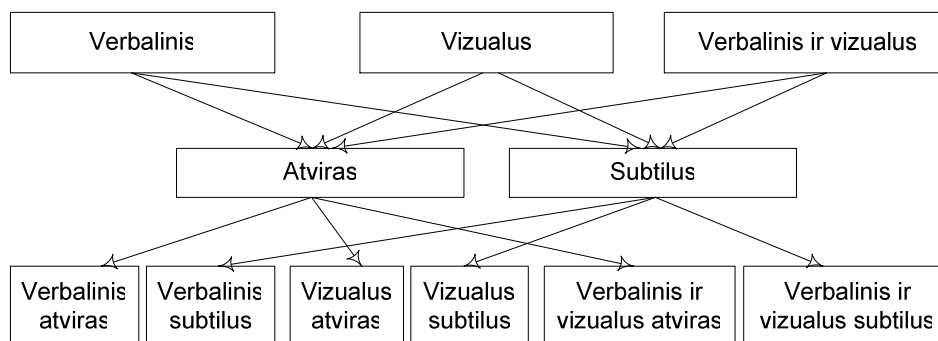 Verbalinis
Vizualus
Verbalinis ir vizualus
Atviras
Subtilus
Verbalinis
atviras
Verbalinis
subtilus
Vizualus
atviras
Vizualus
subtilus
Verbalinis ir
vizualus atviras
Verbalinis ir
vizualus subtilus